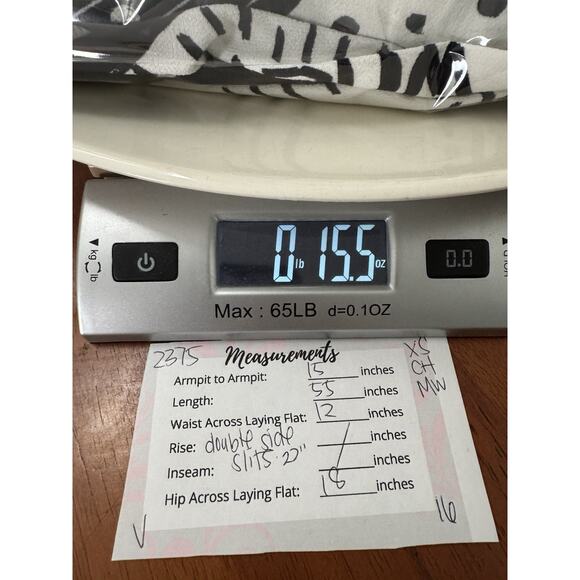 kg lb
0 lb 15.5 oz
0.0
Max : 65LB d=0.1OZ
2375 Measurements XS
Armpit to Armpit: 15 inches CH
Length: 55 inches MW
Waist Across Laying Flat: 12 inches
Rise: double side / inches
Inseam: slits. 27" / inches
Hip Across Laying Flat: 18 inches
V 16